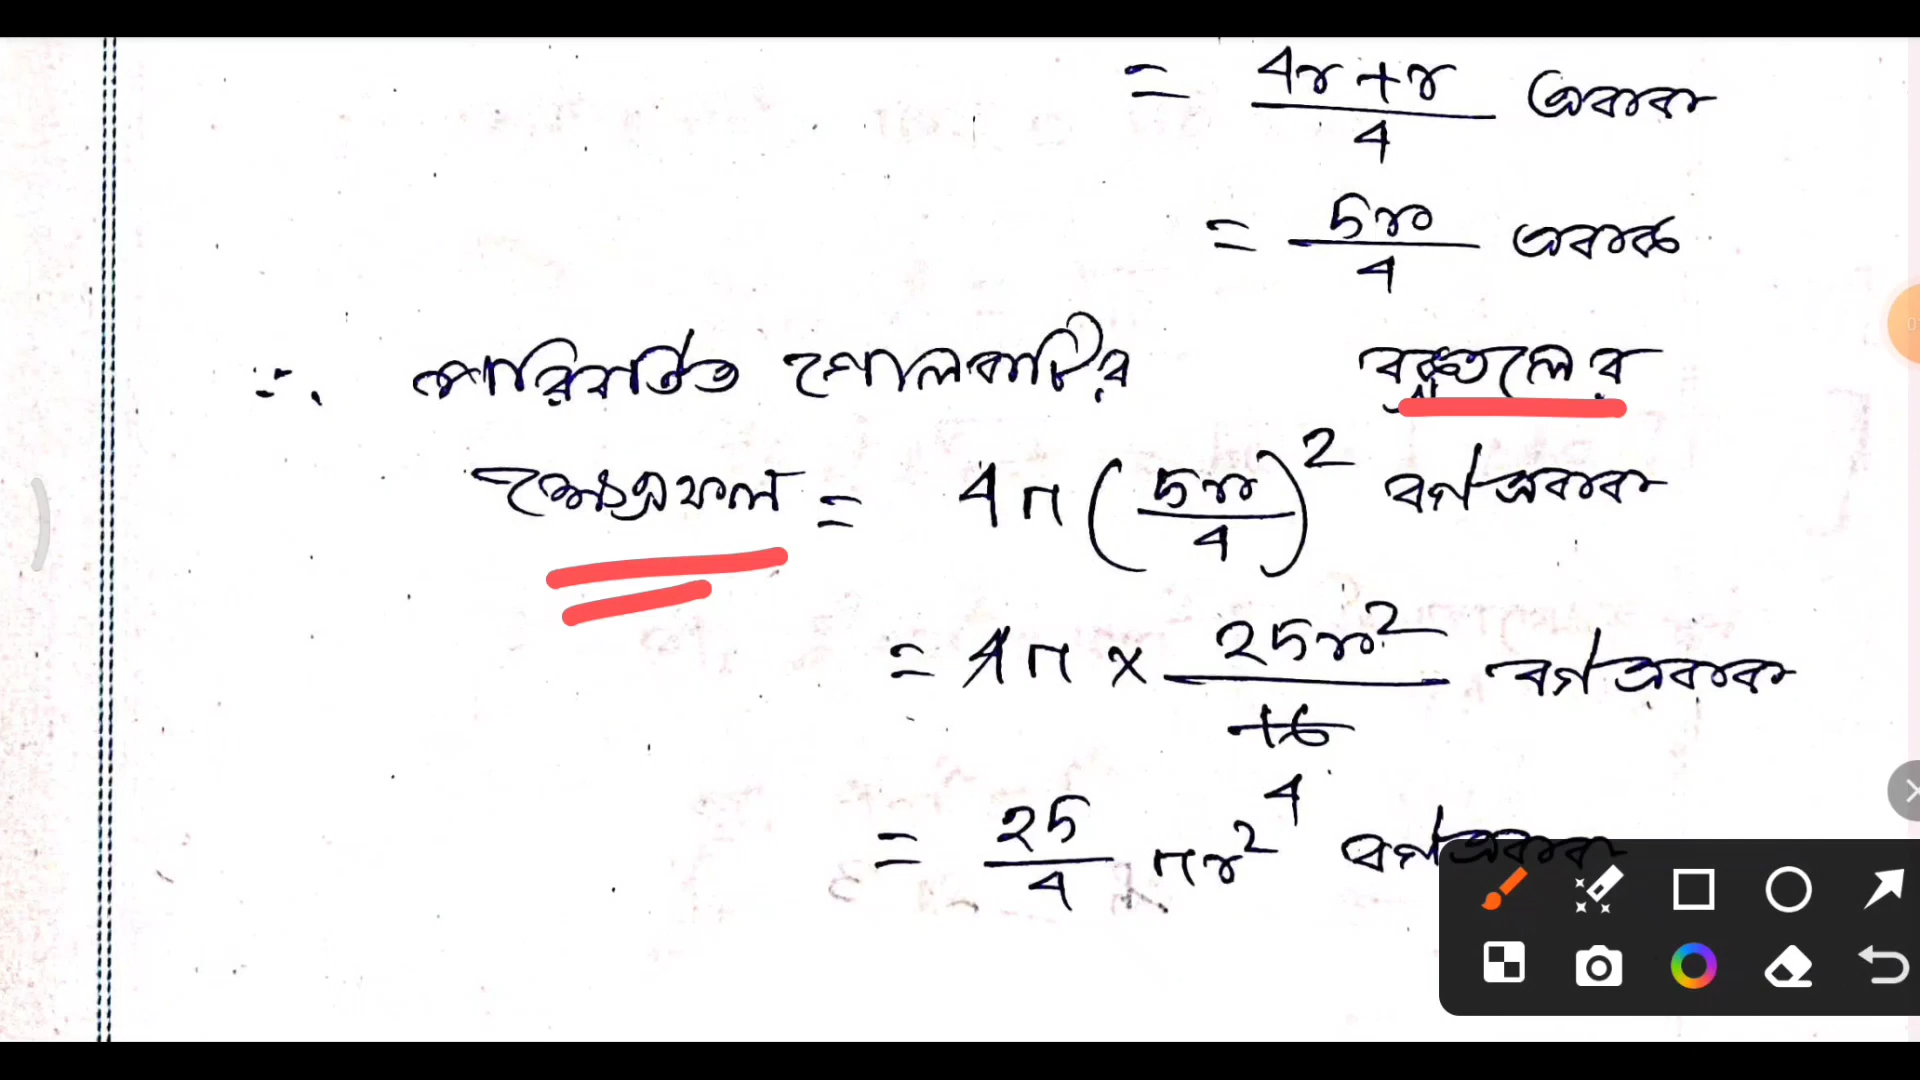 = 4r+r/4 একক
= 5r/4 একক
∴ পরিবর্তিত গোলকটির বক্রতলের
ক্ষেত্রফল = 4π(5r/4)² বর্গএকক
= 4π × 25r²/16 বর্গএকক
4
= 25/4 πr² বর্গএকক